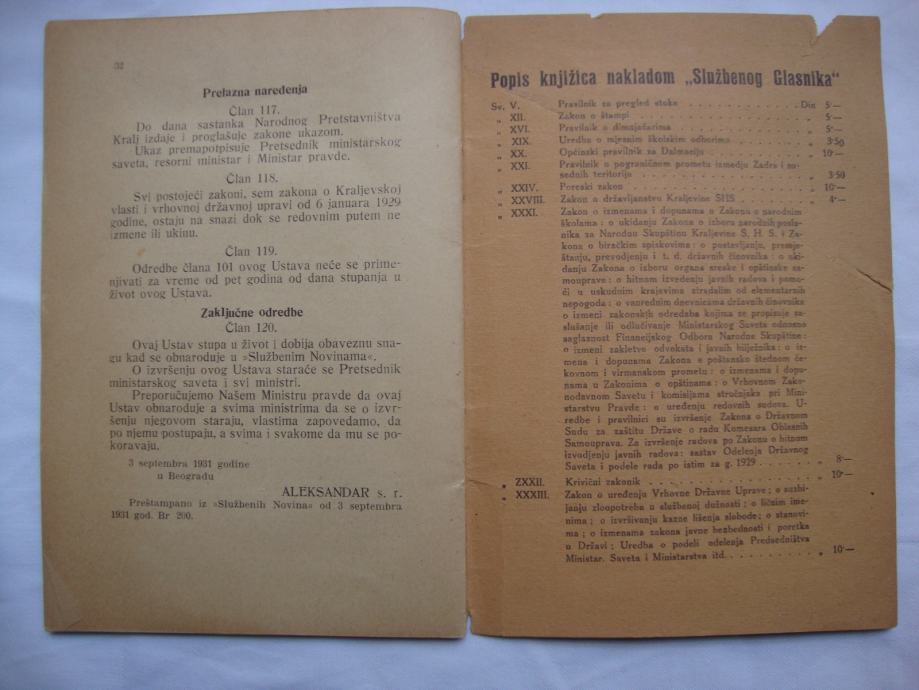 32
Prelazna naređenja
Član 117.
Do dana sastanka Narodnog Pretstavništva
Kralj izdaje i proglašuje zakone ukazom.
Ukaz premapotpisuje Pretsednik ministarskog
saveta, resorni ministar i Ministar pravde.
Član 118.
Svi postojeći zakoni, sem zakona o Kraljevskoj
vlasti i vrhovnoj državnoj upravi od 6 januara 1929
godine, ostaju na snazi dok se redovnim putem ne
izmene ili ukinu.
Član 119.
Odredbe člana 101 ovog Ustava neće se prime-
njivati za vreme od pet godina od dana stupanja u
život ovog Ustava.
Zaključne odredbe
Član 120.
Ovaj Ustav stupa u život i dobija obaveznu sna-
gu kad se obnaroduje u »Službenim Novinama«.
O izvršenju ovog Ustava staraće se Pretsednik
ministarskog saveta i svi ministri.
Preporučujemo Našem Ministru pravde da ovaj
Ustav obnaroduje a svima ministrima da se o izvr-
šenju njegovom staraju, vlastima zapovedamo, da
po njemu postupaju, a svima i svakome da mu se po-
koravaju.
3 septembra 1931 godine
u Beogradu
ALEKSANDAR s. r.
Preštampano iz »Službenih Novina« od 3 septembra
1931 god. Br 200.
Popis knjižica nakladom „Službenog Glasnika“
Sv. V. Pravilnik za pregled stoke Din 5·—
„ XII. Zakon o štampi „ 5·—
„ XVI. Pravilnik o dimnjačarima „ 5·—
„ XIX. Uredba o mjesnim školskim odborima „ 3·50
„ XX. Općinski pravilnik za Dalmaciju „ 10·—
„ XXI. Pravilnik o pograničnom prometu izmedju Zadra i su-
sednih teritorija „ 3·50
„ XXIV. Poreski zakon „ 10·—
„ XXVIII. Zakon o državljanstvu Kraljevine SHS „ 4·—
„ XXXI. Zakon o izmenama i dopunama o Zakona o narodnim
školama : o ukidanju Zakona o izboru narodnih posla-
nika za Narodnu Skupštinu Kraljevine S. H. S. i Za-
kona o biračkim spiskovima : o postavljanju, premje-
štanju, prevodjenju i t. d. državnih činovnika : o uki-
danju Zakona o izboru organa sreske i opštinske sa-
mouprave : o hitnom izvođenju javnih radova i pomo-
ći u uskudnim krajevima stradalim od elementarnih
nepogoda : o vanrednim dnevnicama državnih činovnika
o izmeni zakonskih odredaba kojima se propisuje sa-
slušanje ili odlučivanje Ministarskog Saveta odnosno
saglasnost Financijskog Odbora Narodne Skupštine :
o izmeni zakletve odvokata i javnih bilježnika : o iz-
mena i dopunama Zakona o poštansko štednom če-
kovnom i virmanskom prometu : o izmenama i dopu-
nama u Zakonima o opštinama : o Vrhovnom Zako-
nodavnom Savetu i komisijama stručnjaka pri Mini-
starstvu Pravde : o uređenju redovnih sudova. U-
redbe i pravilnici su izvršenje Zakona o Državnom
Sudu za zaštitu Države o radu Komesara Oblasnih
Samouprava. Za izvršenje radova po Zakonu o hitnom
izvodjenju javnih radova: sastav Odelenja Državnog
Saveta i podele rada po istim za g. 1929 „ 8·—
„ ZXXII. Krivični zakonik „ 10·—
„ XXXIII. Zakon o uređenju Vrhovne Državne Uprave ; o suzbi-
janju zloupotreba u službenoj dužnosti ; o ličnim ime-
nima ; o izvršivanju kazne lišenja slobode; o stanovi-
ma ; o izmenama zakona javne bezbednosti i poretka
u Državi ; Uredba o podeli odelenja Predsedništva
Ministar. Saveta i Ministarstva itd. „ 10·—